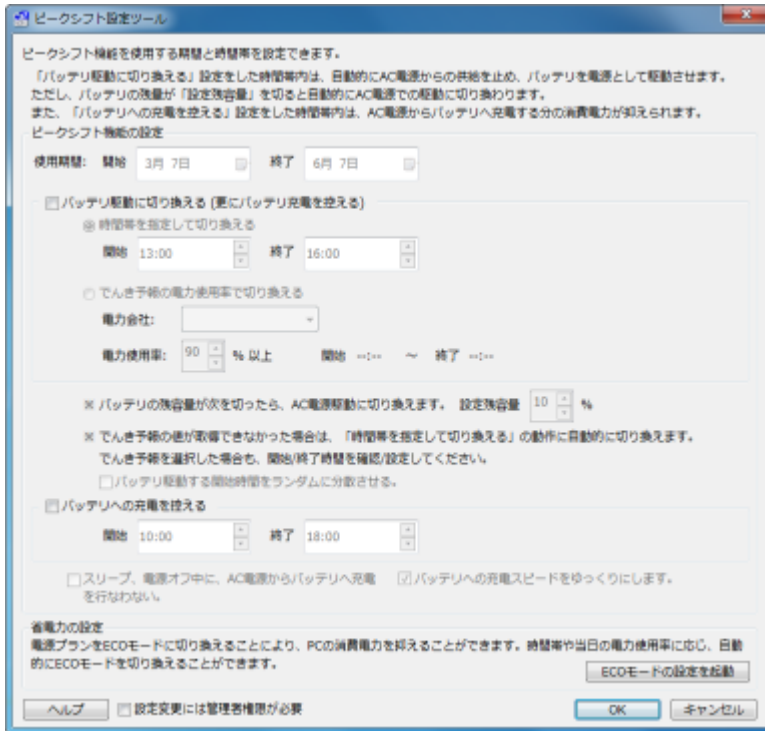 ピークシフト設定ツール
ピークシフト機能を使用する期間と時間帯を設定できます。
「バッテリ駆動に切り換える」設定をした時間帯内は、自動的にAC電源からの供給を止め、バッテリを電源として駆動させます。
ただし、バッテリの残量が「設定残容量」を切ると自動的にAC電源での駆動に切り換わります。
また、「バッテリへの充電を控える」設定をした時間帯内は、AC電源からバッテリへ充電する分の消費電力が抑えられます。
ピークシフト機能の設定
使用期間: 開始 3月 7日 終了 6月 7日
バッテリ駆動に切り換える (更にバッテリ充電を控える)
時間帯を指定して切り換える
開始 13:00 終了 16:00
でんき予報の電力使用率で切り換える
電力会社:
電力使用率: 90 % 以上 開始 --:-- ～ 終了 --:--
※ バッテリの残容量が次を切ったら、AC電源駆動に切り換えます。 設定残容量 10 %
※ でんき予報の値が取得できなかった場合は、「時間帯を指定して切り換える」の動作に自動的に切り換えます。
でんき予報を選択した場合も、開始/終了時間を確認/設定してください。
バッテリ駆動する開始時間をランダムに分散させる。
バッテリへの充電を控える
開始 10:00 終了 18:00
スリープ、電源オフ中に、AC電源からバッテリへ充電 バッテリへの充電スピードをゆっくりにします。
を行なわない。
省電力の設定
電源プランをECOモードに切り換えることにより、PCの消費電力を抑えることができます。時間帯や当日の電力使用率に応じ、自動
的にECOモードを切り換えることができます。
ECOモードの設定を起動
ヘルプ 設定変更には管理者権限が必要 OK キャンセル